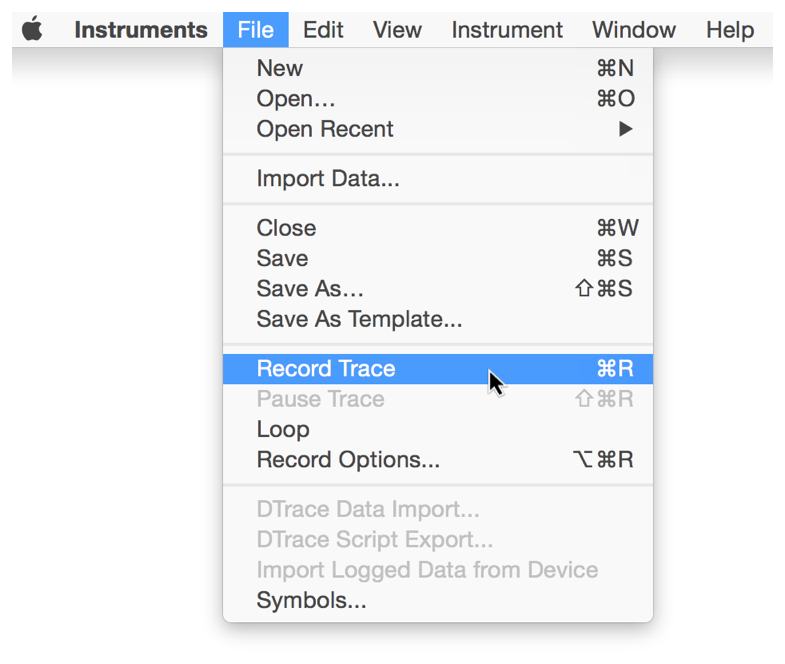 Instruments File Edit View Instrument Window Help
New ⌘N
Open... ⌘O
Open Recent ▶
Import Data...
Close ⌘W
Save ⌘S
Save As... ⇧⌘S
Save As Template...
Record Trace ⌘R
Pause Trace ⇧⌘R
Loop
Record Options... ⌥⌘R
DTrace Data Import...
DTrace Script Export...
Import Logged Data from Device
Symbols...